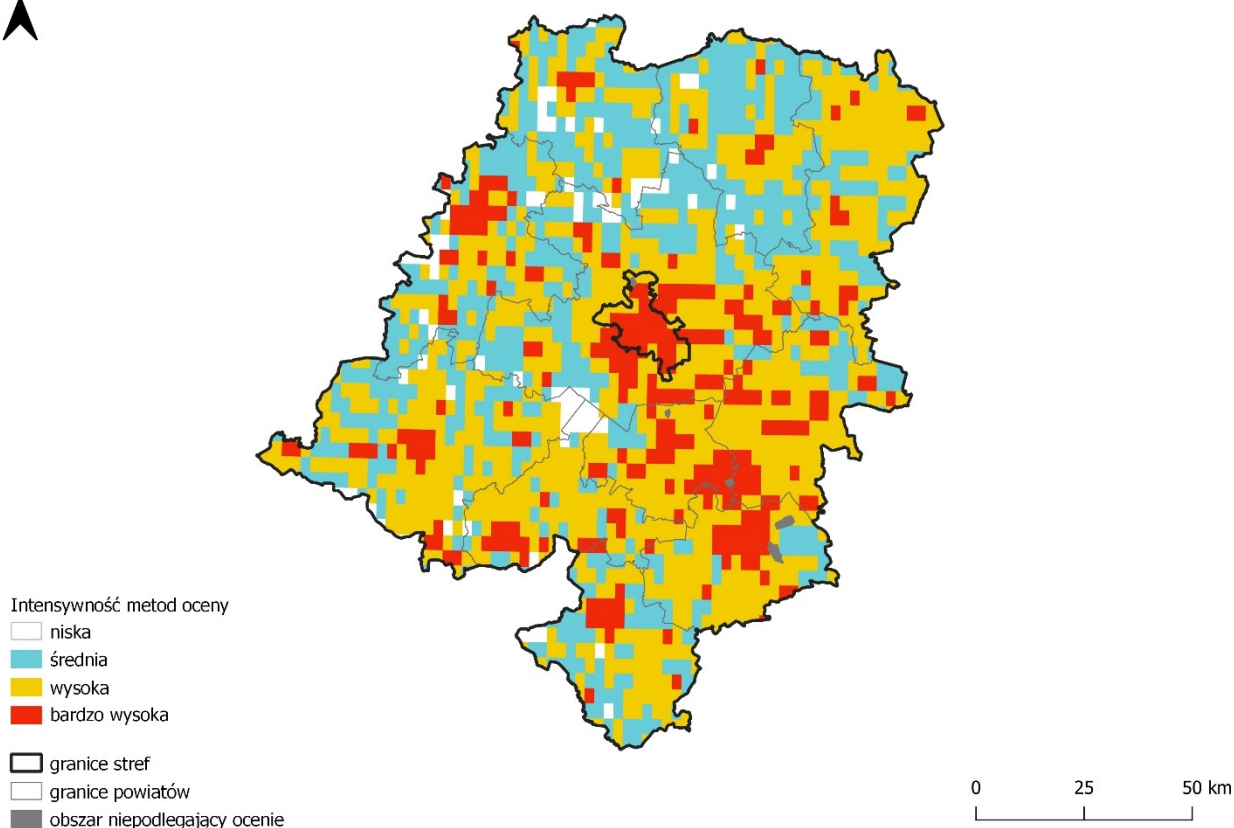 Intensywność metod oceny
niska
średnia
wysoka
bardzo wysoka
granice stref
granice powiatów
obszar niepodlegający ocenie
0 25 50 km